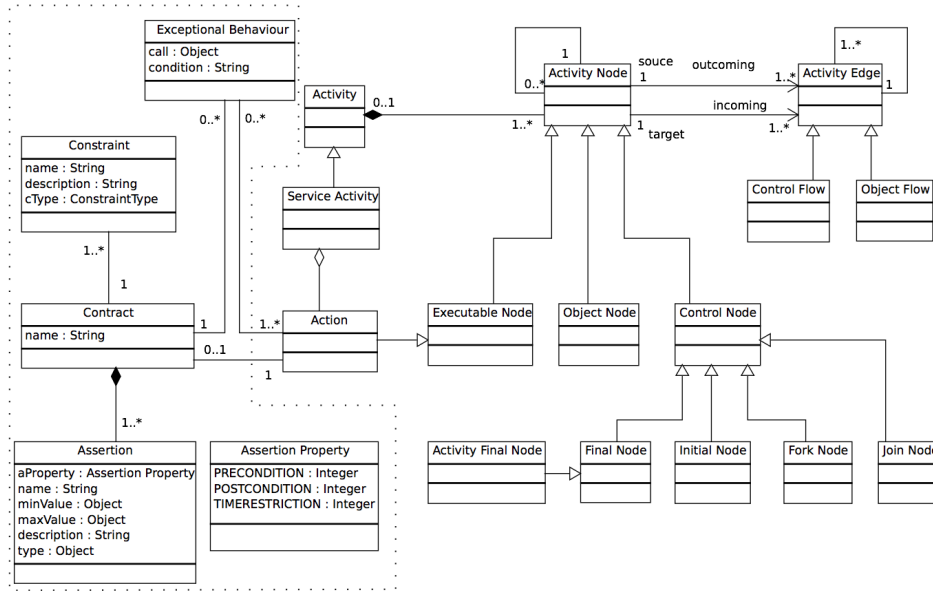 Exceptional Behaviour
call : Object
condition : String
Activity
0..1
1..*
Activity Node
1
0..*
souce
1
outcoming
1..*
incoming
1..*
1
target
Activity Edge
1..*
1
0..*
0..*
Constraint
name : String
description : String
cType : ConstraintType
Service Activity
Control Flow
Object Flow
1..*
1
Contract
name : String
1
1..*
0..1
1
Action
Executable Node
Object Node
Control Node
1..*
Assertion
aProperty : Assertion Property
name : String
minValue : Object
maxValue : Object
description : String
type : Object
Assertion Property
PRECONDITION : Integer
POSTCONDITION : Integer
TIMERESTRICTION : Integer
Activity Final Node
Final Node
Initial Node
Fork Node
Join Node